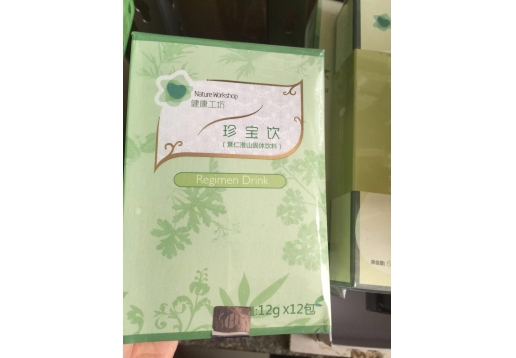 Nature Workshop
健康工坊
珍宝饮
(薏仁淮山固体饮料)
Regimen Drink
:12g x12包